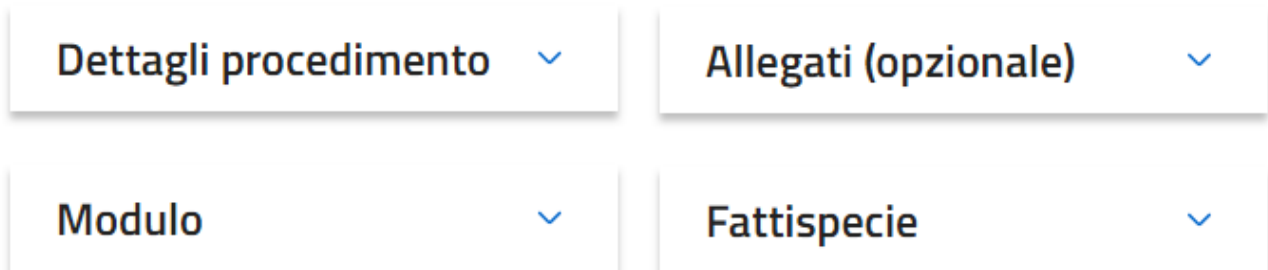 Dettagli procedimento
Allegati (opzionale)
Modulo
Fattispecie